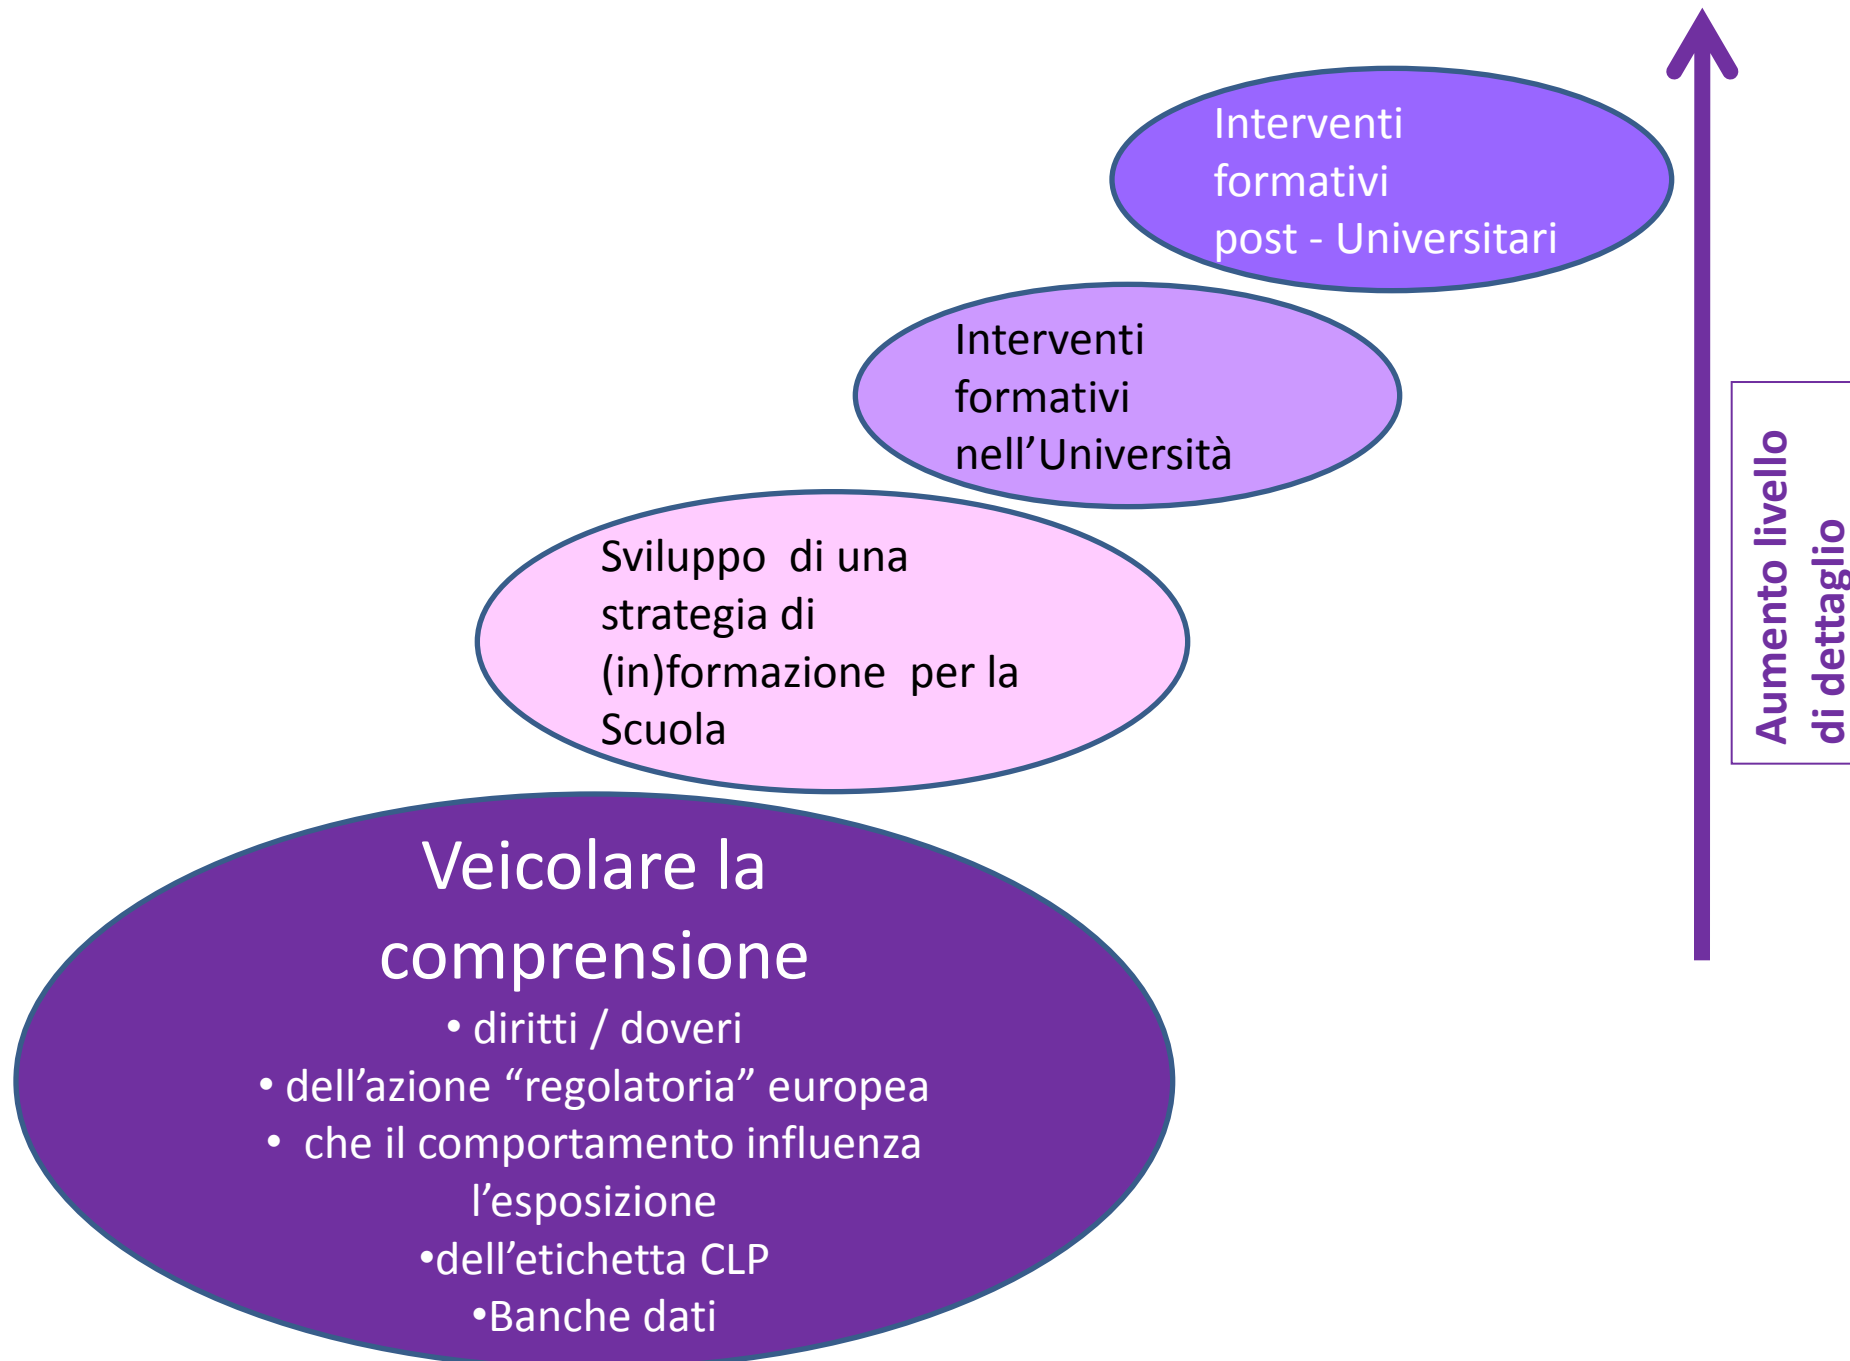 Interventi
formativi
post - Universitari
Interventi
formativi
nell’Università
Sviluppo  di una
strategia di
(in)formazione  per la
Scuola
Veicolare la
comprensione
• diritti / doveri
• dell’azione “regolatoria” europea
•  che il comportamento influenza
l’esposizione
•dell’etichetta CLP
•Banche dati
Aumento livello
di dettaglio